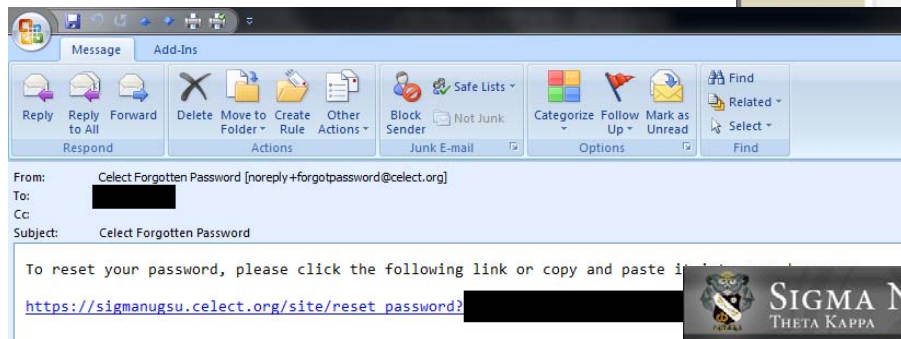 Message Add-Ins
Reply Reply to All Forward Delete Move to Folder Create Rule Other Actions Block Sender Safe Lists Not Junk Categorize Follow Up Mark as Unread Find Related Select
Respond Actions Junk E-mail Options Find
From: Celect Forgotten Password [noreply+forgotpassword@celect.org]
To:
Cc:
Subject: Celect Forgotten Password
To reset your password, please click the following link or copy and paste
https://sigmanugsu.celect.org/site/reset_password?
SIGMA N
THETA KAPPA